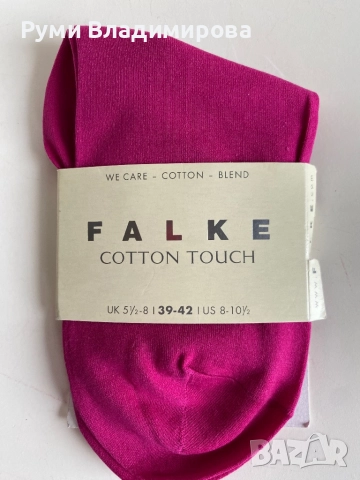 Руми Владимирова
WE CARE - COTTON - BLEND
FALKE
COTTON TOUCH
UK 5½-8 I 39-42 I US 8-10½
BAZAR